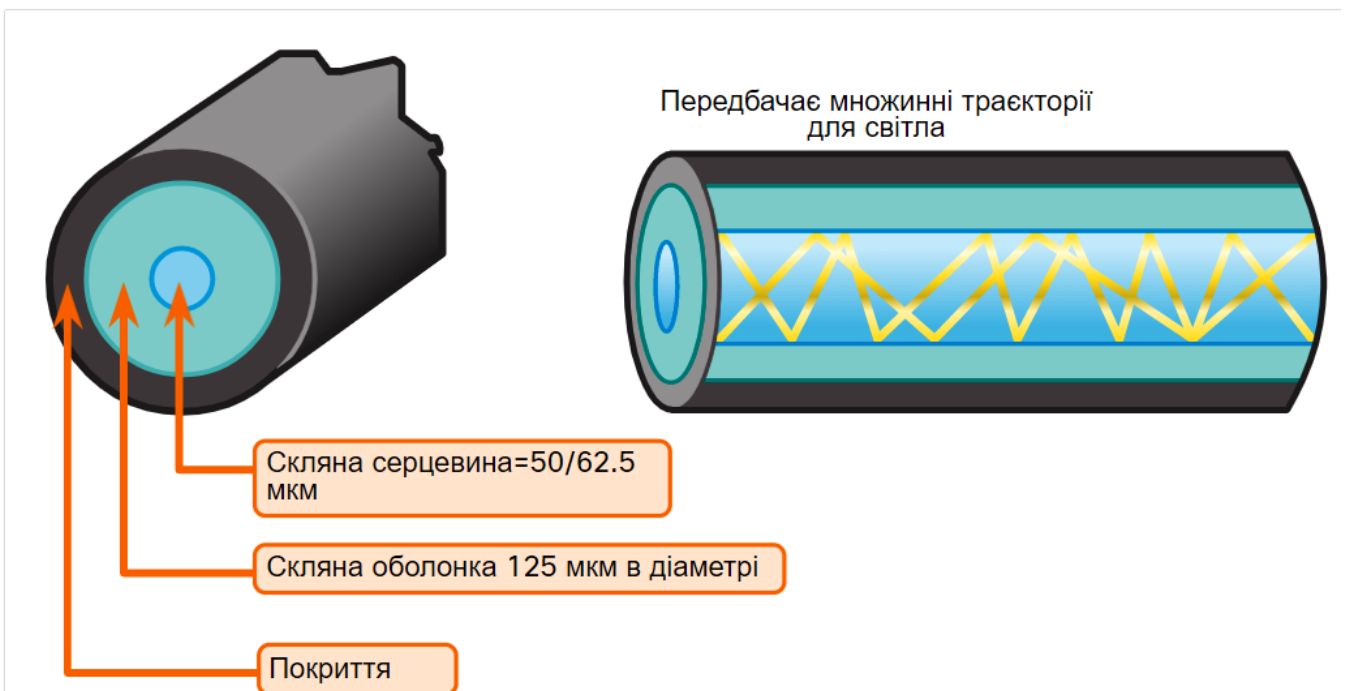 Передбачає множинні траєкторії
для світла
Скляна серцевина=50/62.5
мкм
Скляна оболонка 125 мкм в діаметрі
Покриття